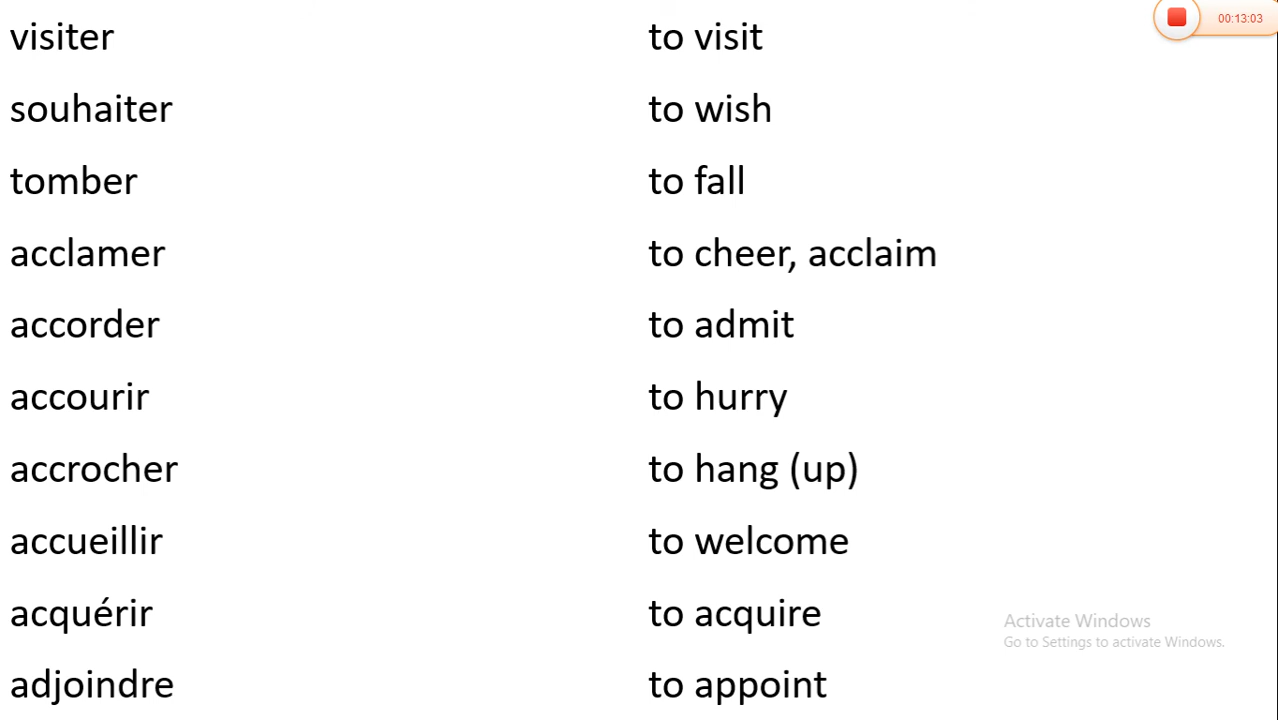 00:13:03
visiter to visit
souhaiter to wish
tomber to fall
acclamer to cheer, acclaim
accorder to admit
accourir to hurry
accrocher to hang (up)
accueillir to welcome
acquérir to acquire
Activate Windows
Go to Settings to activate Windows.
adjoindre to appoint